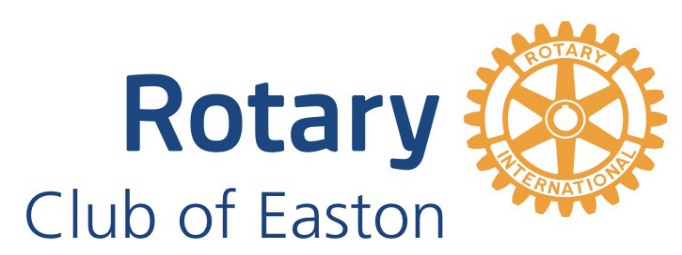 Rotary
Club of Easton
ROTARY
INTERNATIONAL